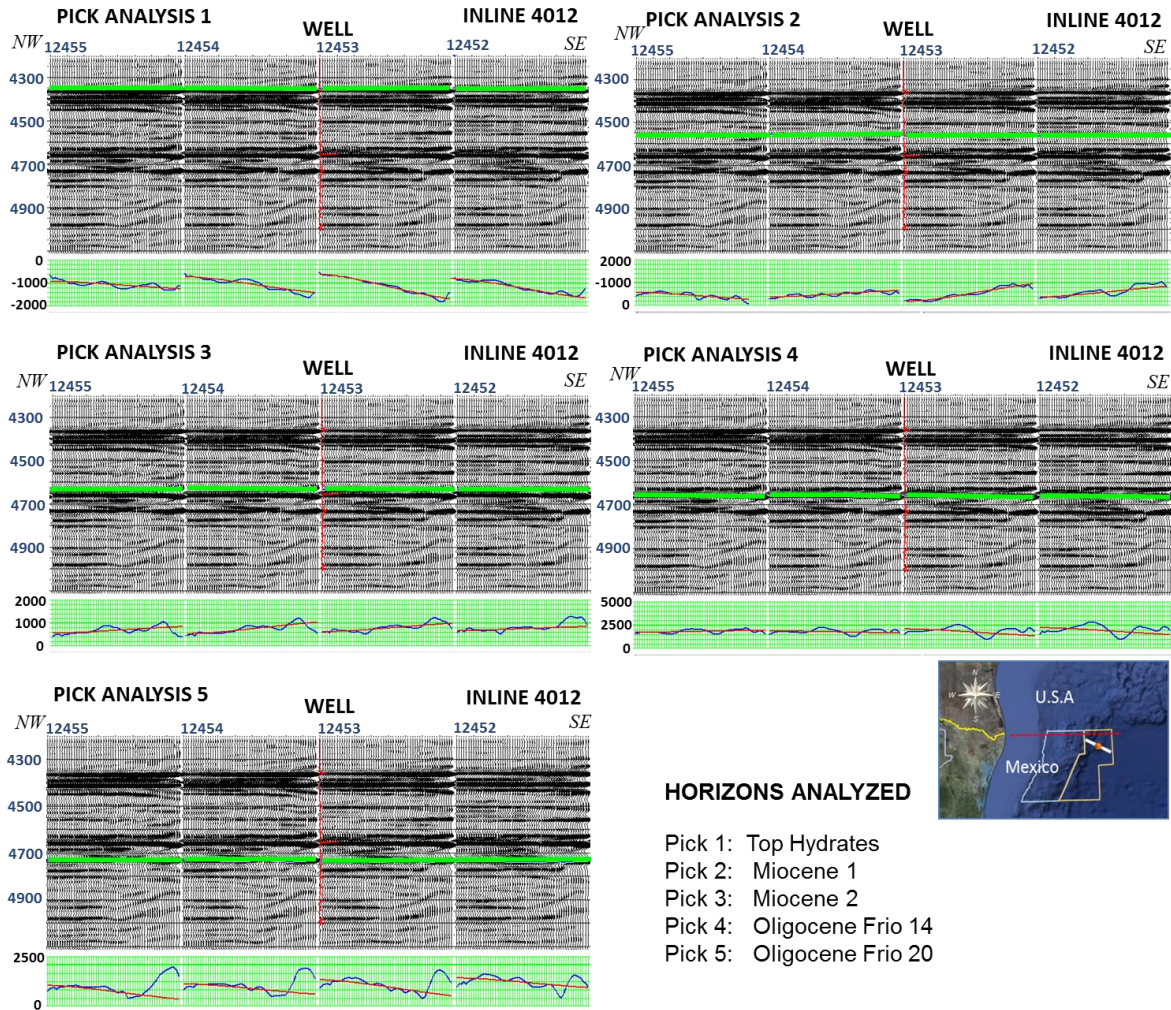 PICK ANALYSIS 1 WELL INLINE 4012
NW 12455 12454 12453 12452 SE
4300
4500
4700
4900
0
-1000
-2000
PICK ANALYSIS 2 WELL INLINE 4012
NW 12455 12454 12453 12452 SE
4300
4500
4700
4900
2000
-1000
0
PICK ANALYSIS 3 WELL INLINE 4012
NW 12455 12454 12453 12452 SE
4300
4500
4700
4900
2000
1000
0
PICK ANALYSIS 4 WELL INLINE 4012
NW 12455 12454 12453 12452 SE
4300
4500
4700
4900
5000
2500
0
PICK ANALYSIS 5 WELL INLINE 4012
NW 12455 12454 12453 12452 SE
4300
4500
4700
4900
2500
0
N
W E
S
U.S.A
Mexico
HORIZONS ANALYZED
Pick 1: Top Hydrates
Pick 2: Miocene 1
Pick 3: Miocene 2
Pick 4: Oligocene Frio 14
Pick 5: Oligocene Frio 20